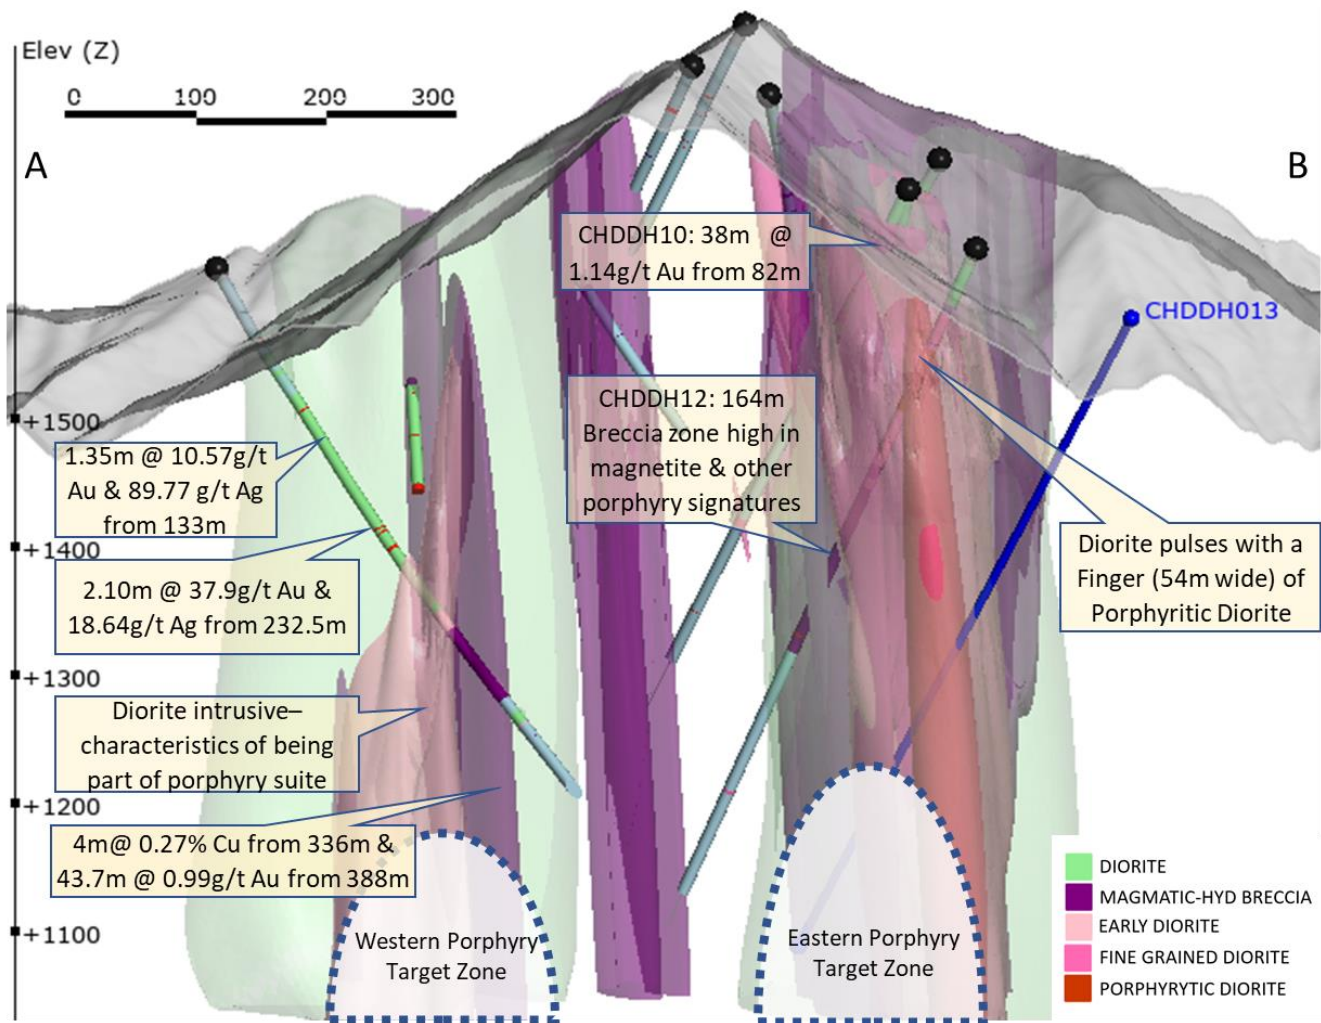 Elev (Z)
0 100 200 300
A
B
CHDDH10: 38m @
1.14g/t Au from 82m
CHDDH013
+1500
1.35m @ 10.57g/t
Au & 89.77 g/t Ag
from 133m
CHDDH12: 164m
Breccia zone high in
magnetite & other
porphyry signatures
+1400
2.10m @ 37.9g/t Au &
18.64g/t Ag from 232.5m
Diorite pulses with a
Finger (54m wide) of
Porphyritic Diorite
+1300
Diorite intrusive–
characteristics of being
part of porphyry suite
+1200
4m@ 0.27% Cu from 336m &
43.7m @ 0.99g/t Au from 388m
+1100
Western Porphyry
Target Zone
Eastern Porphyry
Target Zone
DIORITE
MAGMATIC-HYD BRECCIA
EARLY DIORITE
FINE GRAINED DIORITE
PORPHYRYTIC DIORITE